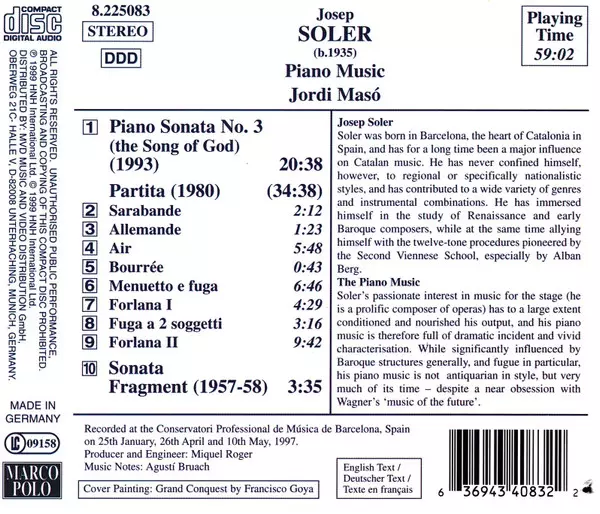 COMPACT
disc
DIGITAL AUDIO
8.225083
STEREO
DDD
Josep
SOLER
(b.1935)
Piano Music
Jordi Masó
Playing
Time
59:02
ALL RIGHTS RESERVED. UNAUTHORISED PUBLIC PERFORMANCE,
BROADCASTING AND COPYING OF THIS COMPACT DISC PROHIBITED.
℗ 1999 HNH International Ltd. © 1999 HNH International Ltd.
DISTRIBUTED BY: MVD MUSIC AND VIDEO DISTRIBUTION GmbH,
OBERWEG 21C- HALLE V, D-82008 UNTERHACHING, MUNICH, GERMANY.
1 Piano Sonata No. 3
(the Song of God)
(1993) 20:38
Partita (1980) (34:38)
2 Sarabande 2:12
3 Allemande 1:23
4 Air 5:48
5 Bourrée 0:43
6 Menuetto e fuga 6:46
7 Forlana I 4:29
8 Fuga a 2 soggetti 3:16
9 Forlana II 9:42
10 Sonata
Fragment (1957-58) 3:35
Josep Soler
Soler was born in Barcelona, the heart of Catalonia in
Spain, and has for a long time been a major influence
on Catalan music. He has never confined himself,
however, to regional or specifically nationalistic
styles, and has contributed to a wide variety of genres
and instrumental combinations. He has immersed
himself in the study of Renaissance and early
Baroque composers, while at the same time allying
himself with the twelve-tone procedures pioneered by
the Second Viennese School, especially by Alban
Berg.
The Piano Music
Soler's passionate interest in music for the stage (he
is a prolific composer of operas) has to a large extent
conditioned and nourished his output, and his piano
music is therefore full of dramatic incident and vivid
characterisation. While significantly influenced by
Baroque structures generally, and fugue in particular,
his piano music is not antiquarian in style, but very
much of its time – despite a near obsession with
Wagner's 'music of the future'.
MADE IN
GERMANY
LC 09158
MARCO
POLO
Recorded at the Conservatori Professional de Música de Barcelona, Spain
on 25th January, 26th April and 10th May, 1997.
Producer and Engineer: Miquel Roger
Music Notes: Agustí Bruach
Cover Painting: Grand Conquest by Francisco Goya
English Text /
Deutscher Text /
Texte en français
6 36943 40832 2